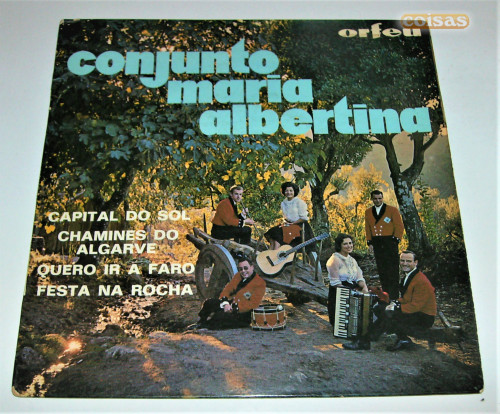 coisas
orfeu
conjunto
maria
albertina
CAPITAL DO SOL
CHAMINES DO
ALGARVE
QUERO IR A FARO
FESTA NA ROCHA